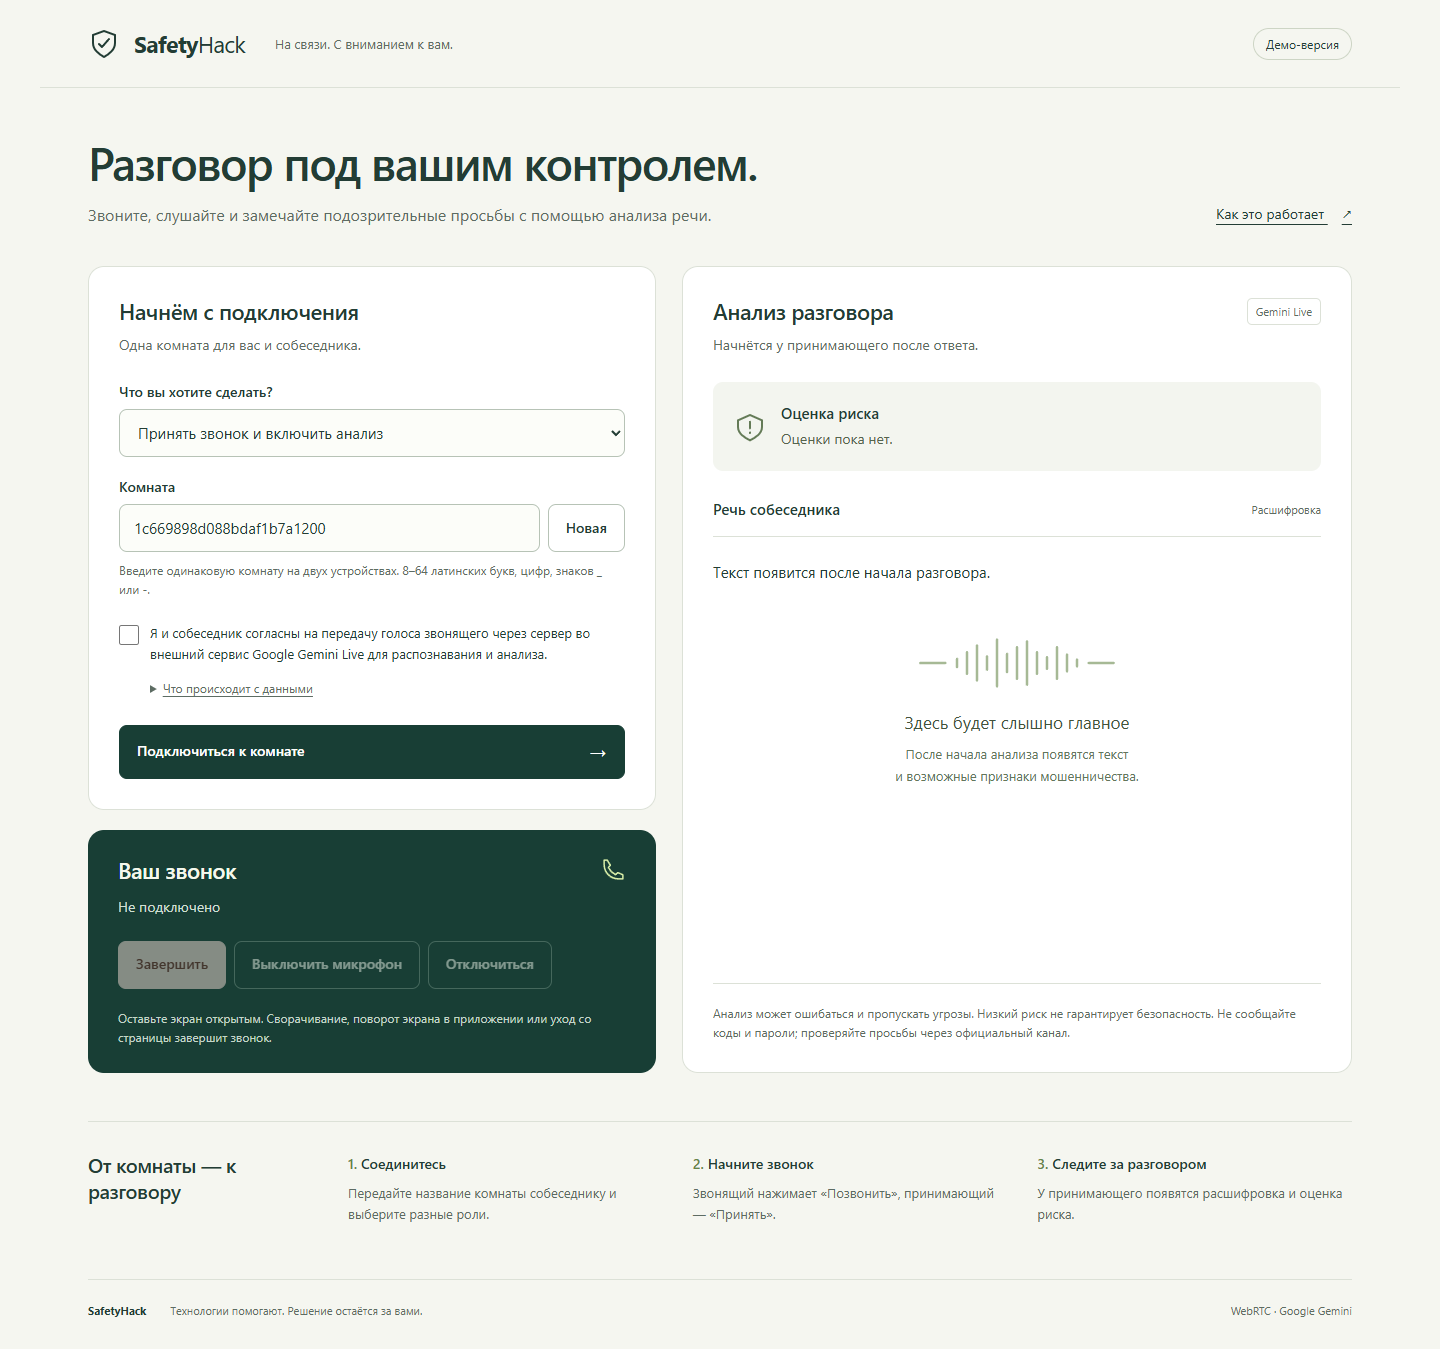 SafetyHack
На связи. С вниманием к вам.
Демо-версия
Разговор под вашим контролем.
Звоните, слушайте и замечайте подозрительные просьбы с помощью анализа речи.
Как это работает ↗
Начнём с подключения
Одна комната для вас и собеседника.
Что вы хотите сделать?
Принять звонок и включить анализ
Комната
1c669898d088bdaf1b7a1200
Новая
Введите одинаковую комнату на двух устройствах. 8–64 латинских букв, цифр, знаков _
или -.
Я и собеседник согласны на передачу голоса звонящего через сервер во
внешний сервис Google Gemini Live для распознавания и анализа.
Что происходит с данными
Подключиться к комнате →
Ваш звонок
Не подключено
Завершить
Выключить микрофон
Отключиться
Оставьте экран открытым. Сворачивание, поворот экрана в приложении или уход со
страницы завершит звонок.
Анализ разговора
Gemini Live
Начнётся у принимающего после ответа.
Оценка риска
Оценки пока нет.
Речь собеседника
Расшифровка
Текст появится после начала разговора.
Здесь будет слышно главное
После начала анализа появятся текст
и возможные признаки мошенничества.
Анализ может ошибаться и пропускать угрозы. Низкий риск не гарантирует безопасность. Не сообщайте
коды и пароли; проверяйте просьбы через официальный канал.
От комнаты — к
разговору
1. Соединитесь
Передайте название комнаты собеседнику и
выберите разные роли.
2. Начните звонок
Звонящий нажимает «Позвонить», принимающий
— «Принять».
3. Следите за разговором
У принимающего появятся расшифровка и оценка
риска.
SafetyHack
Технологии помогают. Решение остаётся за вами.
WebRTC · Google Gemini